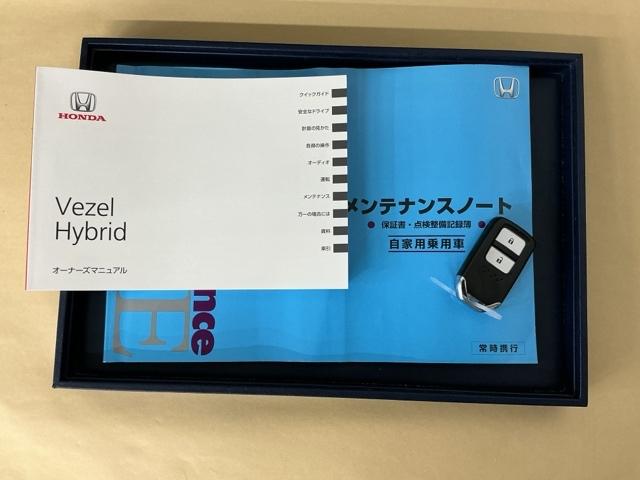 HONDA
Vezel
Hybrid
オーナーズマニュアル
クイックガイド
安全なドライブ
計器の見かた
各部の操作
オーディオ
運転
メンテナンス
万一の場合には
資料
索引
メンテナンスノート
保証書・点検整備記録簿
自家用乗用車
常時携行